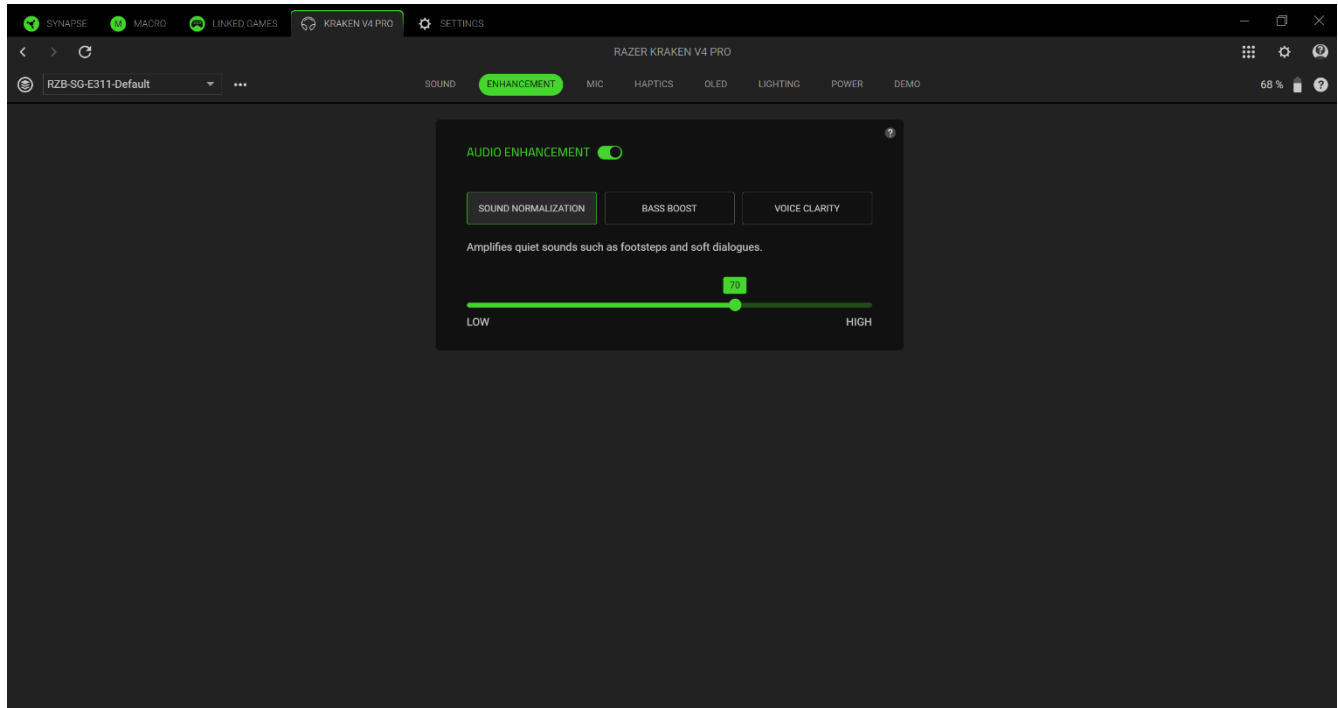 SYNAPSE M MACRO LINKED GAMES KRAKEN V4 PRO SETTINGS
RAZER KRAKEN V4 PRO
RZB-SG-E311-Default SOUND ENHANCEMENT MIC HAPTICS OLED LIGHTING POWER DEMO 68 % ?
?
AUDIO ENHANCEMENT
SOUND NORMALIZATION BASS BOOST VOICE CLARITY
Amplifies quiet sounds such as footsteps and soft dialogues.
70
LOW HIGH